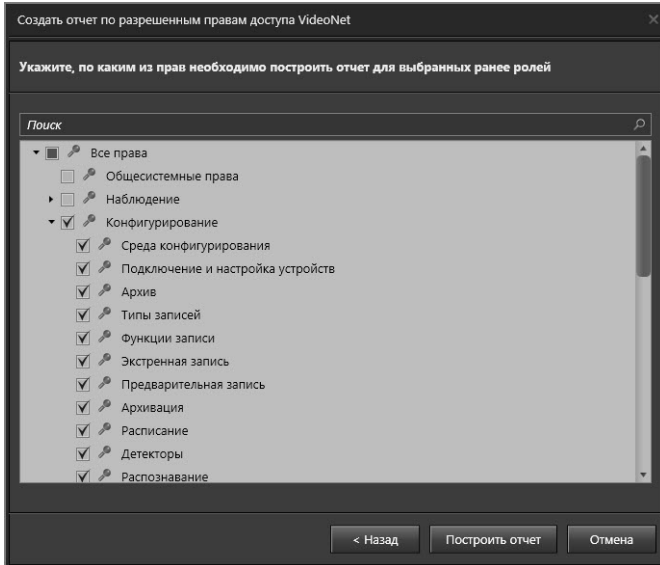 Создать отчет по разрешенным правам доступа VideoNet
Укажите, по каким из прав необходимо построить отчет для выбранных ранее ролей
Поиск
Все права
Общесистемные права
Наблюдение
Конфигурирование
Среда конфигурирования
Подключение и настройка устройств
Архив
Типы записей
Функции записи
Экстренная запись
Предварительная запись
Архивация
Расписание
Детекторы
Распознавание
< Назад
Построить отчет
Отмена